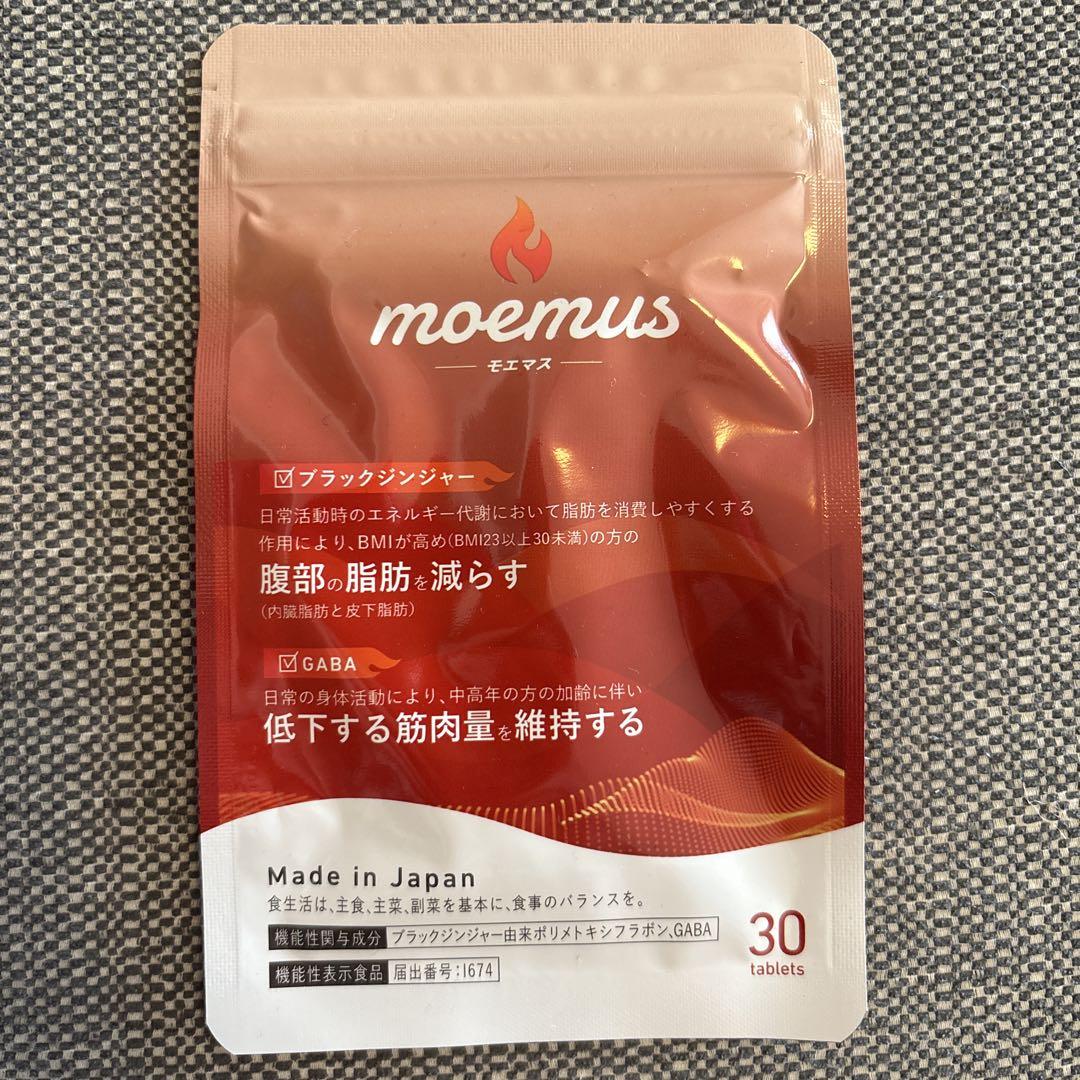 moemus
モエマス
ブラックジンジャー
日常活動時のエネルギー代謝において脂肪を消費しやすくする
作用により、BMIが高め(BMI23以上30未満)の方の
腹部の脂肪を減らす
(内臓脂肪と皮下脂肪)
GABA
日常の身体活動により、中高年の方の加齢に伴い
低下する筋肉量を維持する
Made in Japan
食生活は、主食、主菜、副菜を基本に、食事のバランスを。
機能性関与成分 ブラックジンジャー由来ポリメトキシフラボン、GABA
機能性表示食品 届出番号:I674
30
tablets